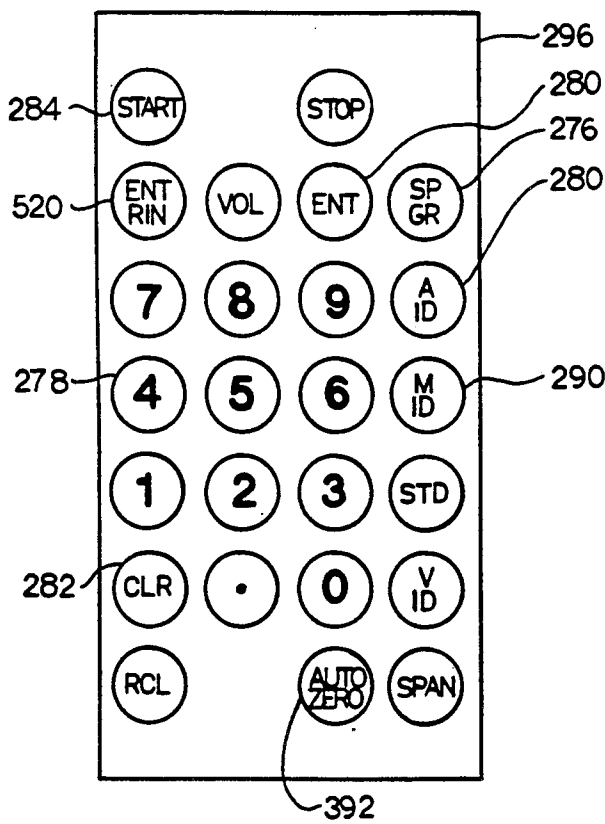 296
284
START
STOP
280
276
520
ENT
RIN
VOL
ENT
SP
GR
280
7
8
9
A
ID
278
4
5
6
M
ID
290
1
2
3
STD
282
CLR
.
0
V
ID
RCL
AUTO
ZERO
SPAN
392